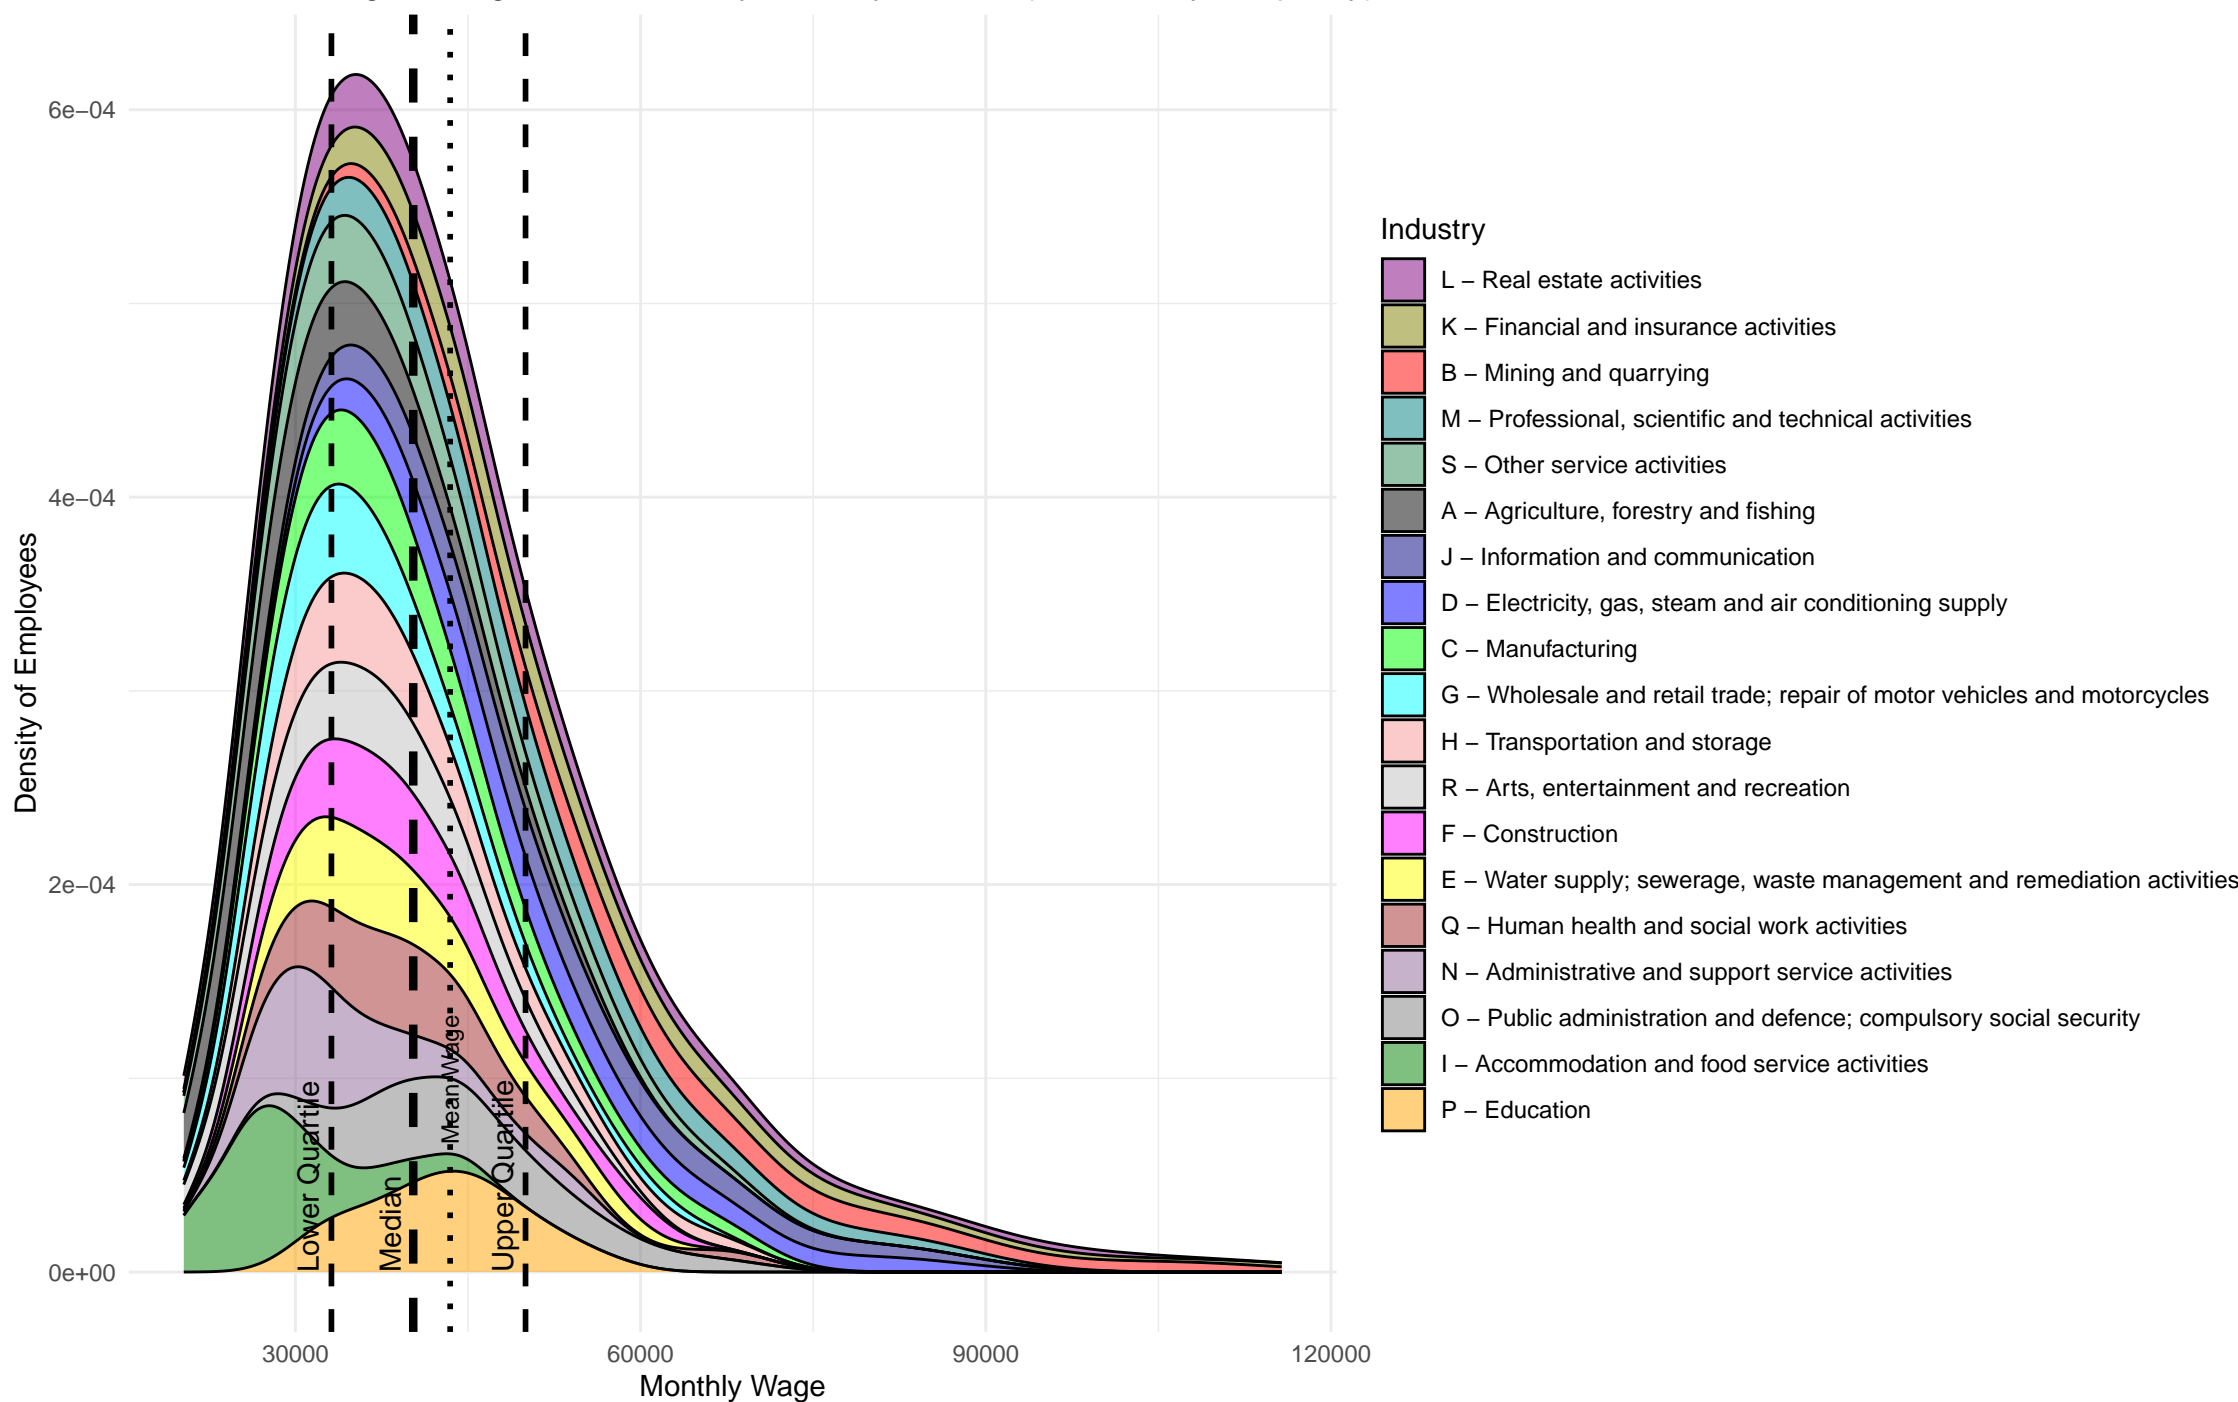 6e−04
4e−04
2e−04
0e+00
Density of Employees
Lower Quartile
Median
Mean Wage
Upper Quartile
30000
60000
90000
120000
Monthly Wage
Industry
L − Real estate activities
K − Financial and insurance activities
B − Mining and quarrying
M − Professional, scientific and technical activities
S − Other service activities
A − Agriculture, forestry and fishing
J − Information and communication
D − Electricity, gas, steam and air conditioning supply
C − Manufacturing
G − Wholesale and retail trade; repair of motor vehicles and motorcycles
H − Transportation and storage
R − Arts, entertainment and recreation
F − Construction
E − Water supply; sewerage, waste management and remediation activities
Q − Human health and social work activities
N − Administrative and support service activities
O − Public administration and defence; compulsory social security
I − Accommodation and food service activities
P − Education